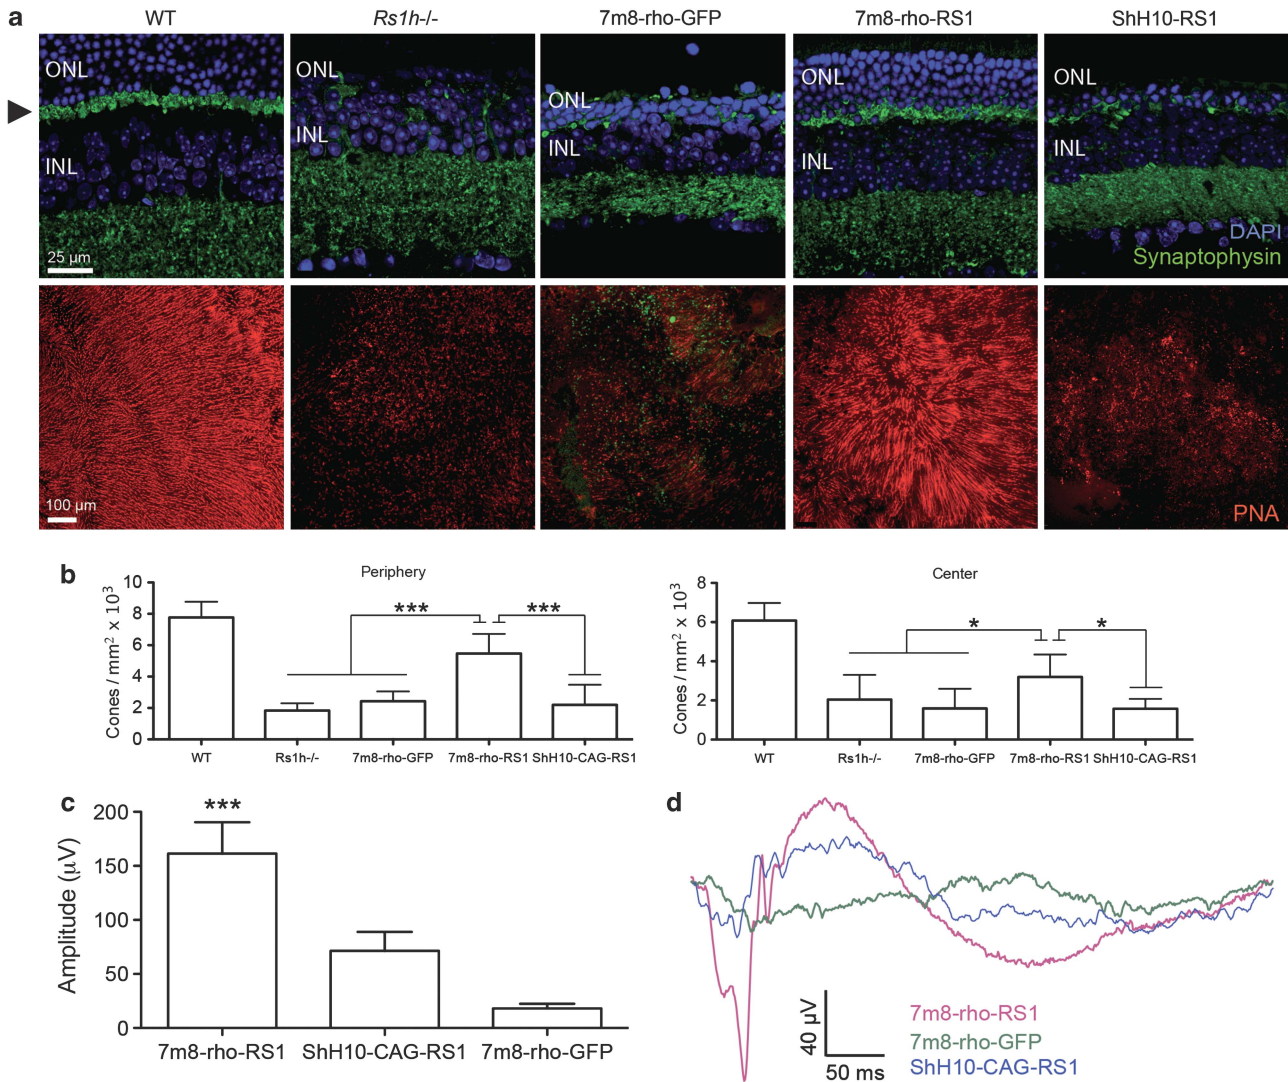 a
WT
Rs1h-/-
7m8-rho-GFP
7m8-rho-RS1
ShH10-RS1
ONL
INL
25 µm
ONL
INL
ONL
INL
ONL
INL
ONL
INL
DAPI
Synaptophysin
100 µm
PNA
b
Periphery
Cones / mm² x 10³
10
8
6
4
2
0
***
***
WT
Rs1h-/-
7m8-rho-GFP
7m8-rho-RS1
ShH10-CAG-RS1
Center
Cones / mm² x 10³
8
6
4
2
0
*
*
WT
Rs1h-/-
7m8-rho-GFP
7m8-rho-RS1
ShH10-CAG-RS1
c
Amplitude (µV)
200
150
100
50
0
***
7m8-rho-RS1
ShH10-CAG-RS1
7m8-rho-GFP
d
40 µV
50 ms
7m8-rho-RS1
7m8-rho-GFP
ShH10-CAG-RS1